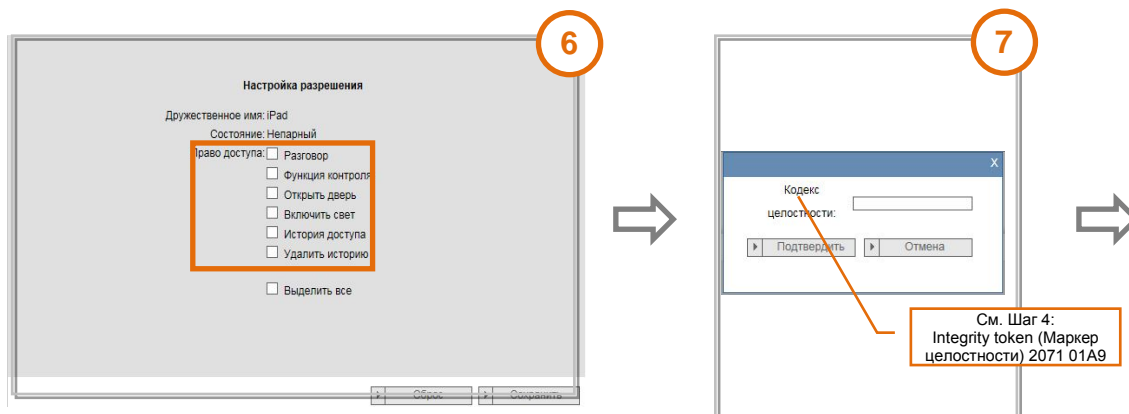 6
Настройка разрешения
Дружественное имя: iPad
Состояние: Непарный
Право доступа: Разговор
Функция контроля
Открыть дверь
Включить свет
История доступа
Удалить историю
Выделить все
Сброс Сохранить
7
X
Кодекс
целостности:
Подтвердить Отмена
См. Шаг 4:
Integrity token (Маркер
целостности) 2071 01A9